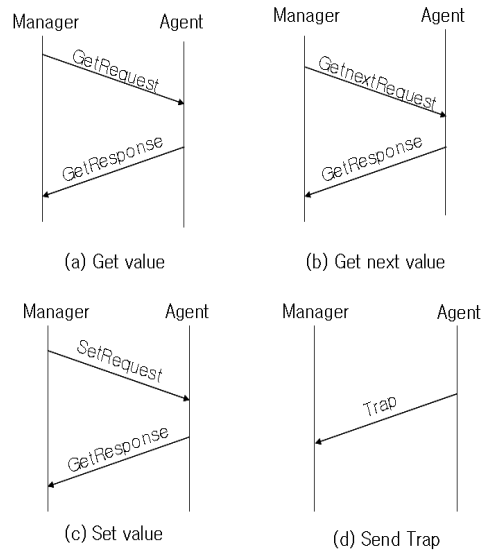 Manager Agent
GetRequest
GetResponse
(a) Get value
Manager Agent
GetnextRequest
GetResponse
(b) Get next value
Manager Agent
SetRequest
GetResponse
(c) Set value
Manager Agent
Trap
(d) Send Trap